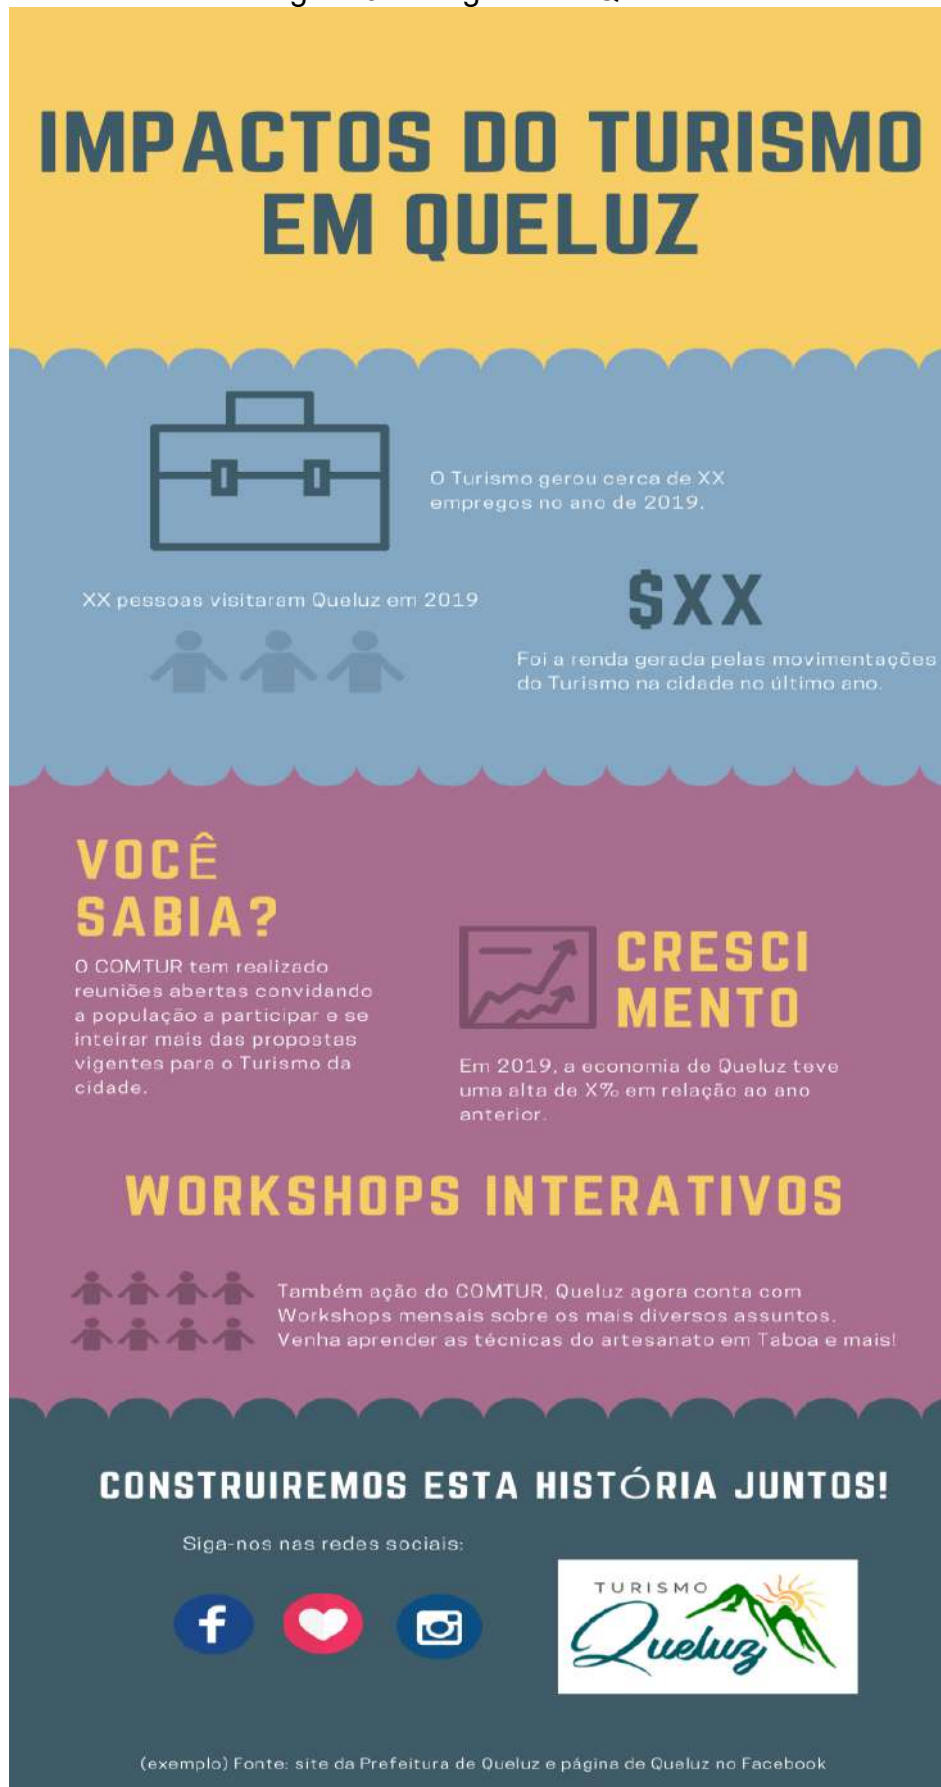 IMPACTOS DO TURISMO
EM QUELUZ
O Turismo gerou cerca de XX
empregos no ano de 2019.
XX pessoas visitaram Queluz em 2019
$XX
Foi a renda gerada pelas movimentações
do Turismo na cidade no último ano.
VOCÊ
SABIA?
O COMTUR tem realizado
reuniões abertas convidando
a população a participar e se
inteirar mais das propostas
vigentes para o Turismo da
cidade.
CRESCI
MENTO
Em 2019, a economia de Queluz teve
uma alta de X% em relação ao ano
anterior.
WORKSHOPS INTERATIVOS
Também ação do COMTUR, Queluz agora conta com
Workshops mensais sobre os mais diversos assuntos.
Venha aprender as técnicas do artesanato em Taboa e mais!
CONSTRUIREMOS ESTA HISTÓRIA JUNTOS!
Siga-nos nas redes sociais:
TURISMO
Queluz
(exemplo) Fonte: site da Prefeitura de Queluz e página de Queluz no Facebook